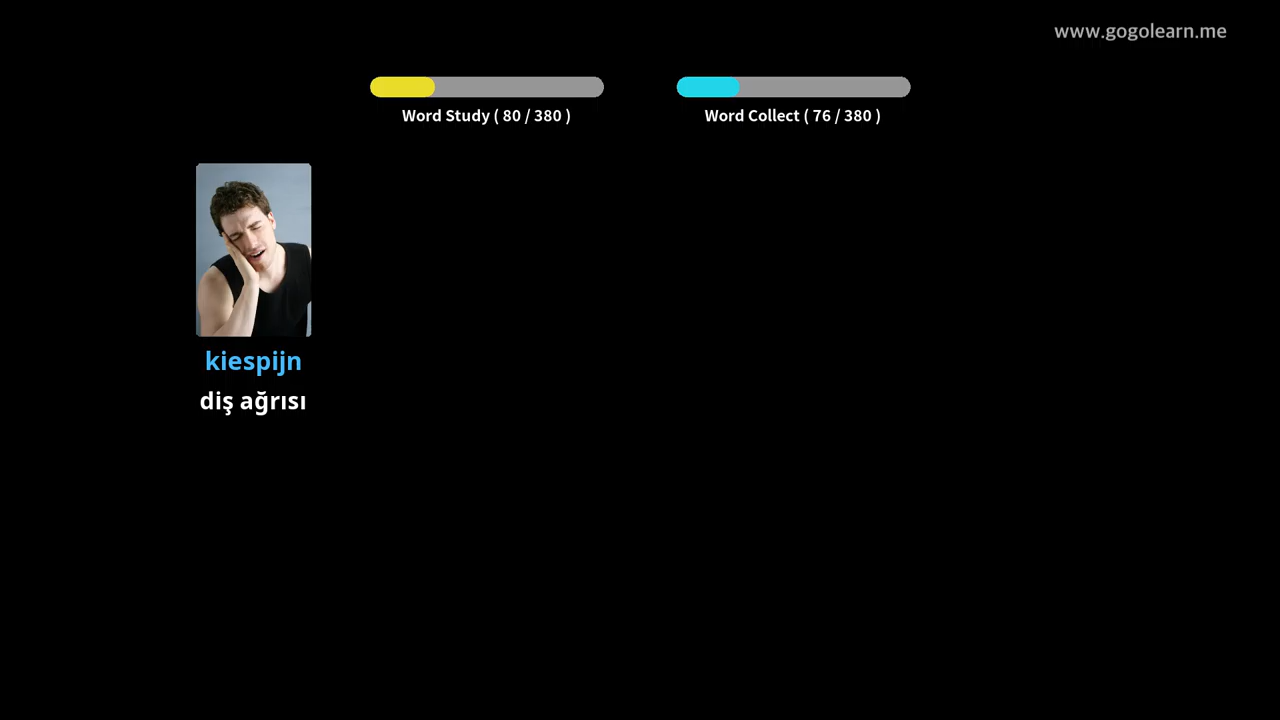 www.gogolearn.me
Word Study ( 80 / 380 )
Word Collect ( 76 / 380 )
kiespijn
diş ağrısı